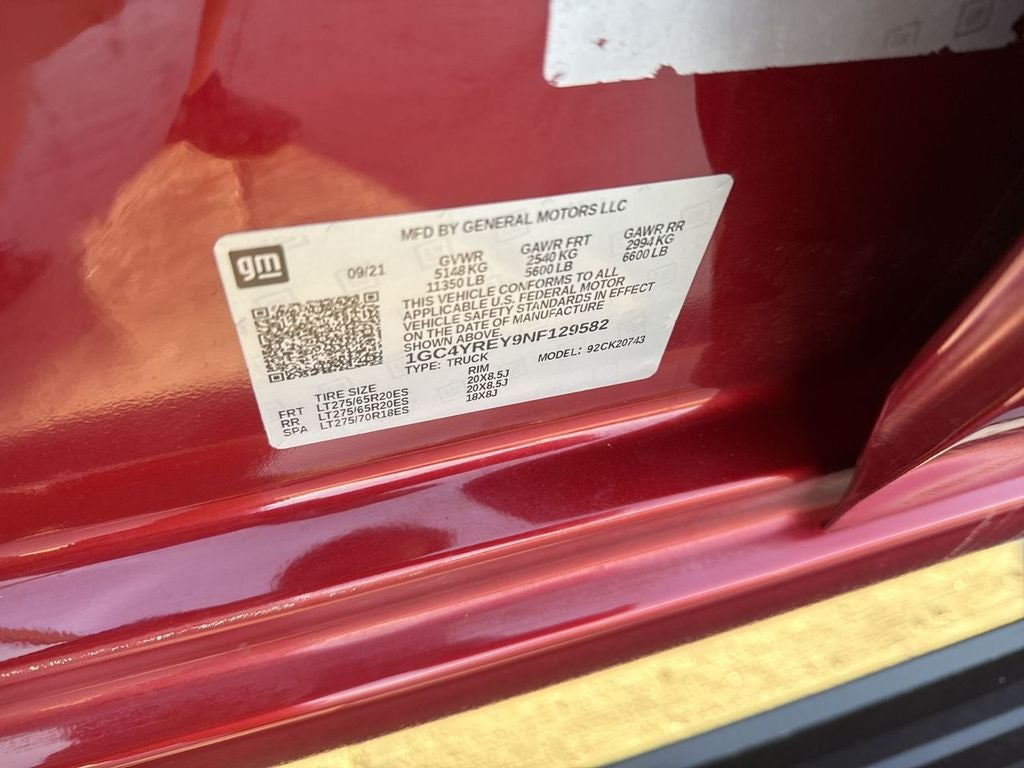 MFD BY GENERAL MOTORS LLC
gm
09/21
GVWR GAWR FRT GAWR RR
5148 KG 2540 KG 2994 KG
11350 LB 5600 LB 6600 LB
THIS VEHICLE CONFORMS TO ALL
APPLICABLE U.S. FEDERAL MOTOR
VEHICLE SAFETY STANDARDS IN EFFECT
ON THE DATE OF MANUFACTURE
SHOWN ABOVE.
1GC4YREY9NF129582
TYPE: TRUCK MODEL: 92CK20743
TIRE SIZE RIM
FRT LT275/65R20ES 20X8.5J
RR LT275/65R20ES 20X8.5J
SPA LT275/70R18ES 18X8J